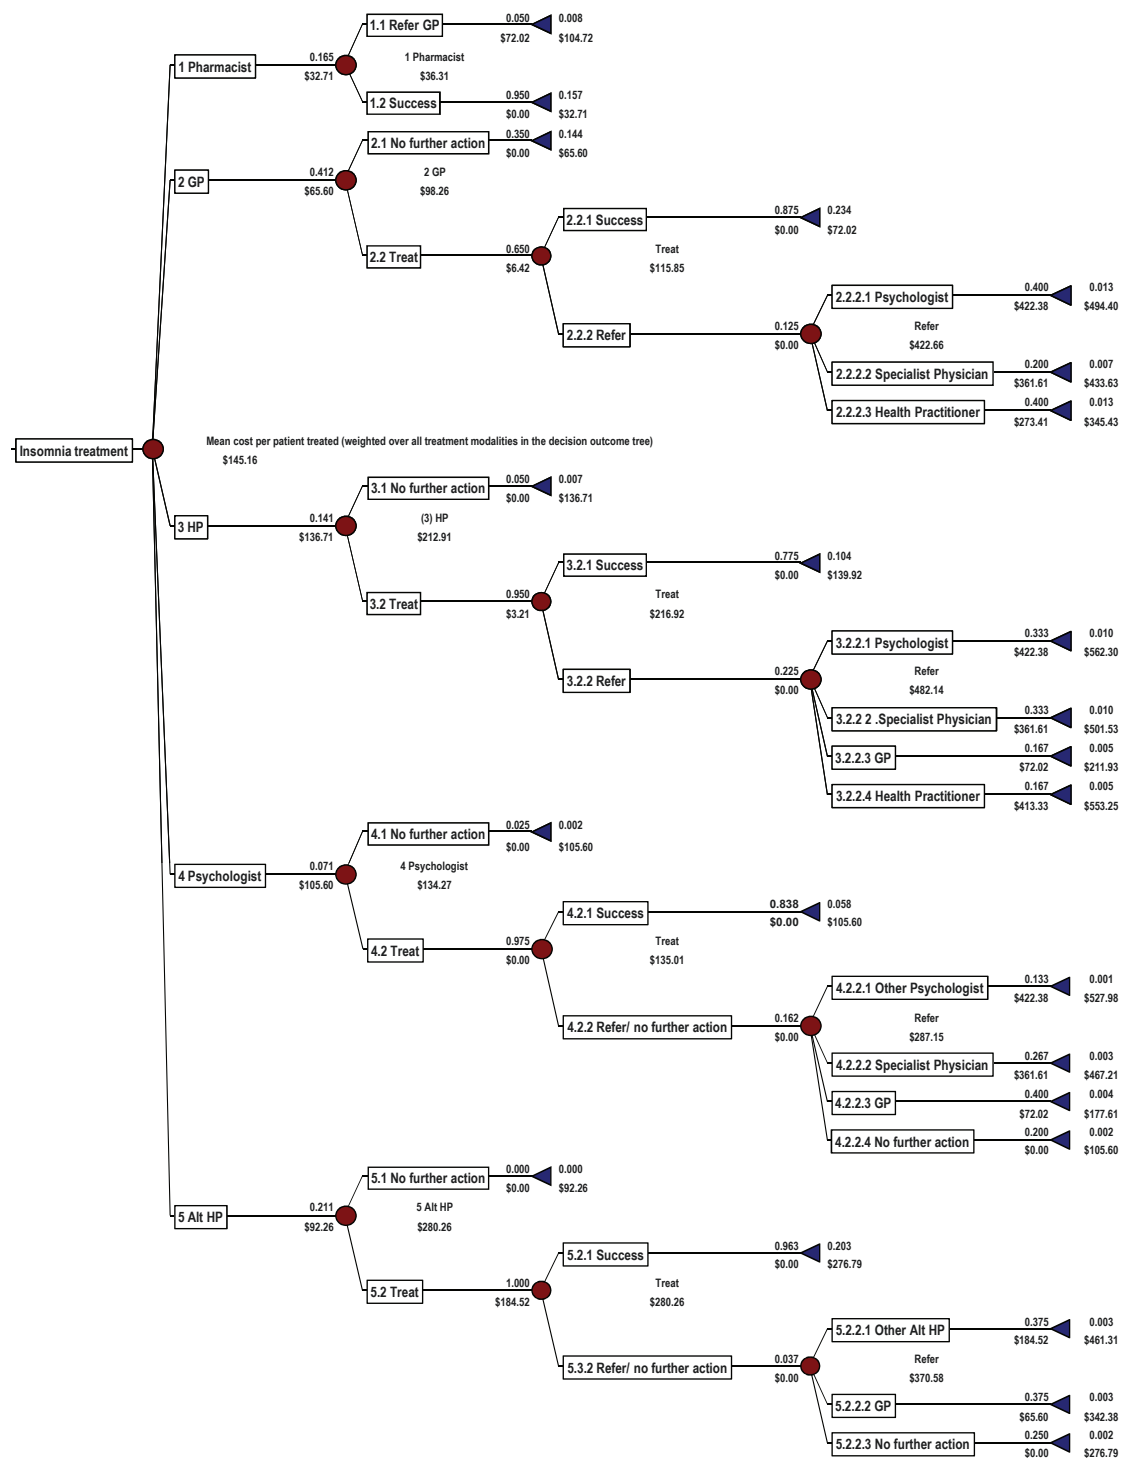 1.1 Refer GP 0.050 0.008
$72.02 $104.72
1 Pharmacist 0.165 1 Pharmacist
$32.71 $36.31
1.2 Success 0.950 0.157
$0.00 $32.71
2.1 No further action 0.350 0.144
$0.00 $65.60
2 GP 0.412 2 GP
$65.60 $98.26
2.2.1 Success 0.875 0.234
$0.00 $72.02
2.2 Treat 0.650 Treat
$6.42 $115.85
2.2.2.1 Psychologist 0.400 0.013
$422.38 $494.40
2.2.2 Refer 0.125 Refer
$0.00 $422.66
2.2.2.2 Specialist Physician 0.200 0.007
$361.61 $433.63
2.2.2.3 Health Practitioner 0.400 0.013
$273.41 $345.43
Insomnia treatment Mean cost per patient treated (weighted over all treatment modalities in the decision outcome tree)
$145.16
3.1 No further action 0.050 0.007
$0.00 $136.71
3 HP 0.141 (3) HP
$136.71 $212.91
3.2.1 Success 0.775 0.104
$0.00 $139.92
3.2 Treat 0.950 Treat
$3.21 $216.92
3.2.2.1 Psychologist 0.333 0.010
$422.38 $562.30
3.2.2 Refer 0.225 Refer
$0.00 $482.14
3.2.2 2 .Specialist Physician 0.333 0.010
$361.61 $501.53
3.2.2.3 GP 0.167 0.005
$72.02 $211.93
3.2.2.4 Health Practitioner 0.167 0.005
$413.33 $553.25
4.1 No further action 0.025 0.002
$0.00 $105.60
4 Psychologist 0.071 4 Psychologist
$105.60 $134.27
4.2.1 Success 0.838 0.058
$0.00 $105.60
4.2 Treat 0.975 Treat
$0.00 $135.01
4.2.2.1 Other Psychologist 0.133 0.001
$422.38 $527.98
4.2.2 Refer/ no further action 0.162 Refer
$0.00 $287.15
4.2.2.2 Specialist Physician 0.267 0.003
$361.61 $467.21
4.2.2.3 GP 0.400 0.004
$72.02 $177.61
4.2.2.4 No further action 0.200 0.002
$0.00 $105.60
5.1 No further action 0.000 0.000
$0.00 $92.26
5 Alt HP 0.211 5 Alt HP
$92.26 $280.26
5.2.1 Success 0.963 0.203
$0.00 $276.79
5.2 Treat 1.000 Treat
$184.52 $280.26
5.2.2.1 Other Alt HP 0.375 0.003
$184.52 $461.31
5.3.2 Refer/ no further action 0.037 Refer
$0.00 $370.58
5.2.2.2 GP 0.375 0.003
$65.60 $342.38
5.2.2.3 No further action 0.250 0.002
$0.00 $276.79